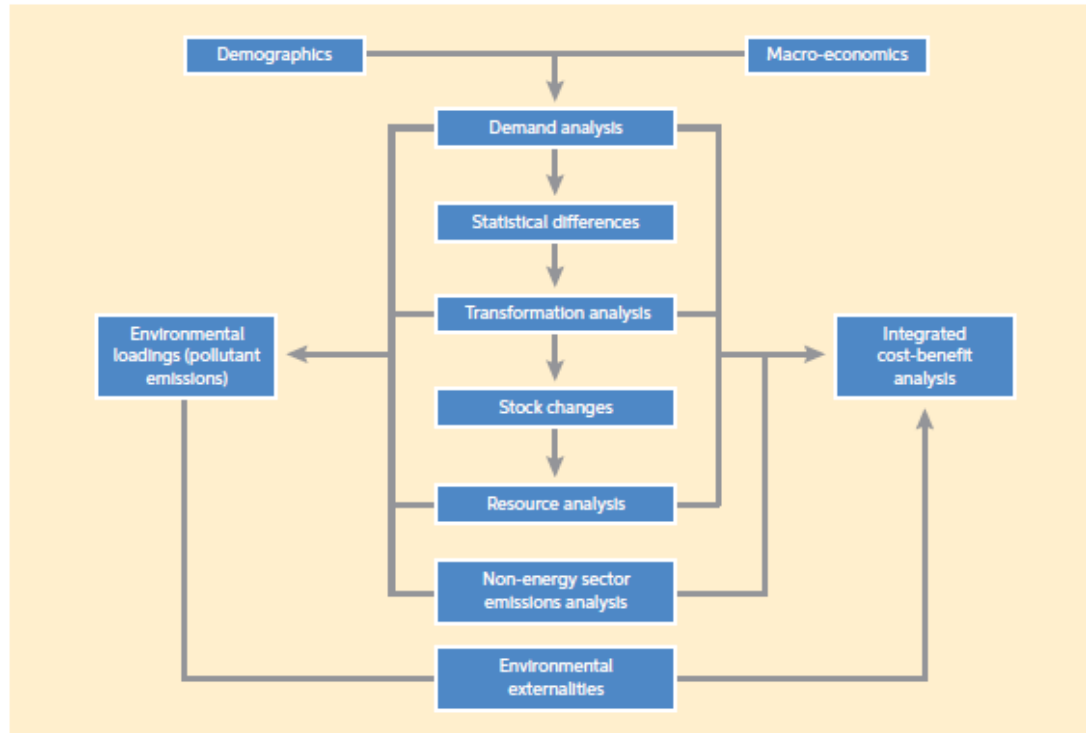 Demographics
Macro-economics
Demand analysis
Statistical differences
Transformation analysis
Environmental
loadings (pollutant
emissions)
Integrated
cost-benefit
analysis
Stock changes
Resource analysis
Non-energy sector
emissions analysis
Environmental
externalities